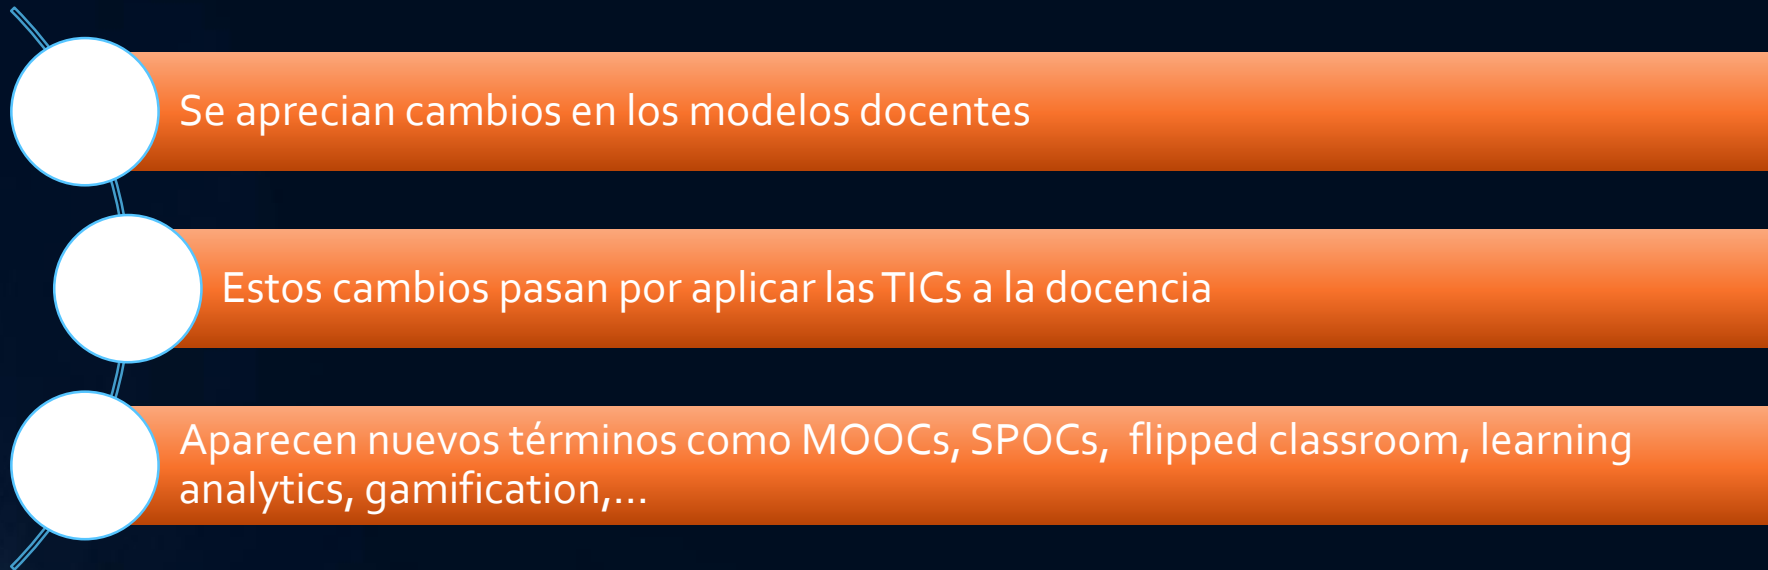 Se aprecian cambios en los modelos docentes
Estos cambios pasan por aplicar las TICs a la docencia
Aparecen nuevos términos como MOOCs, SPOCs, flipped classroom, learning
analytics, gamification,...